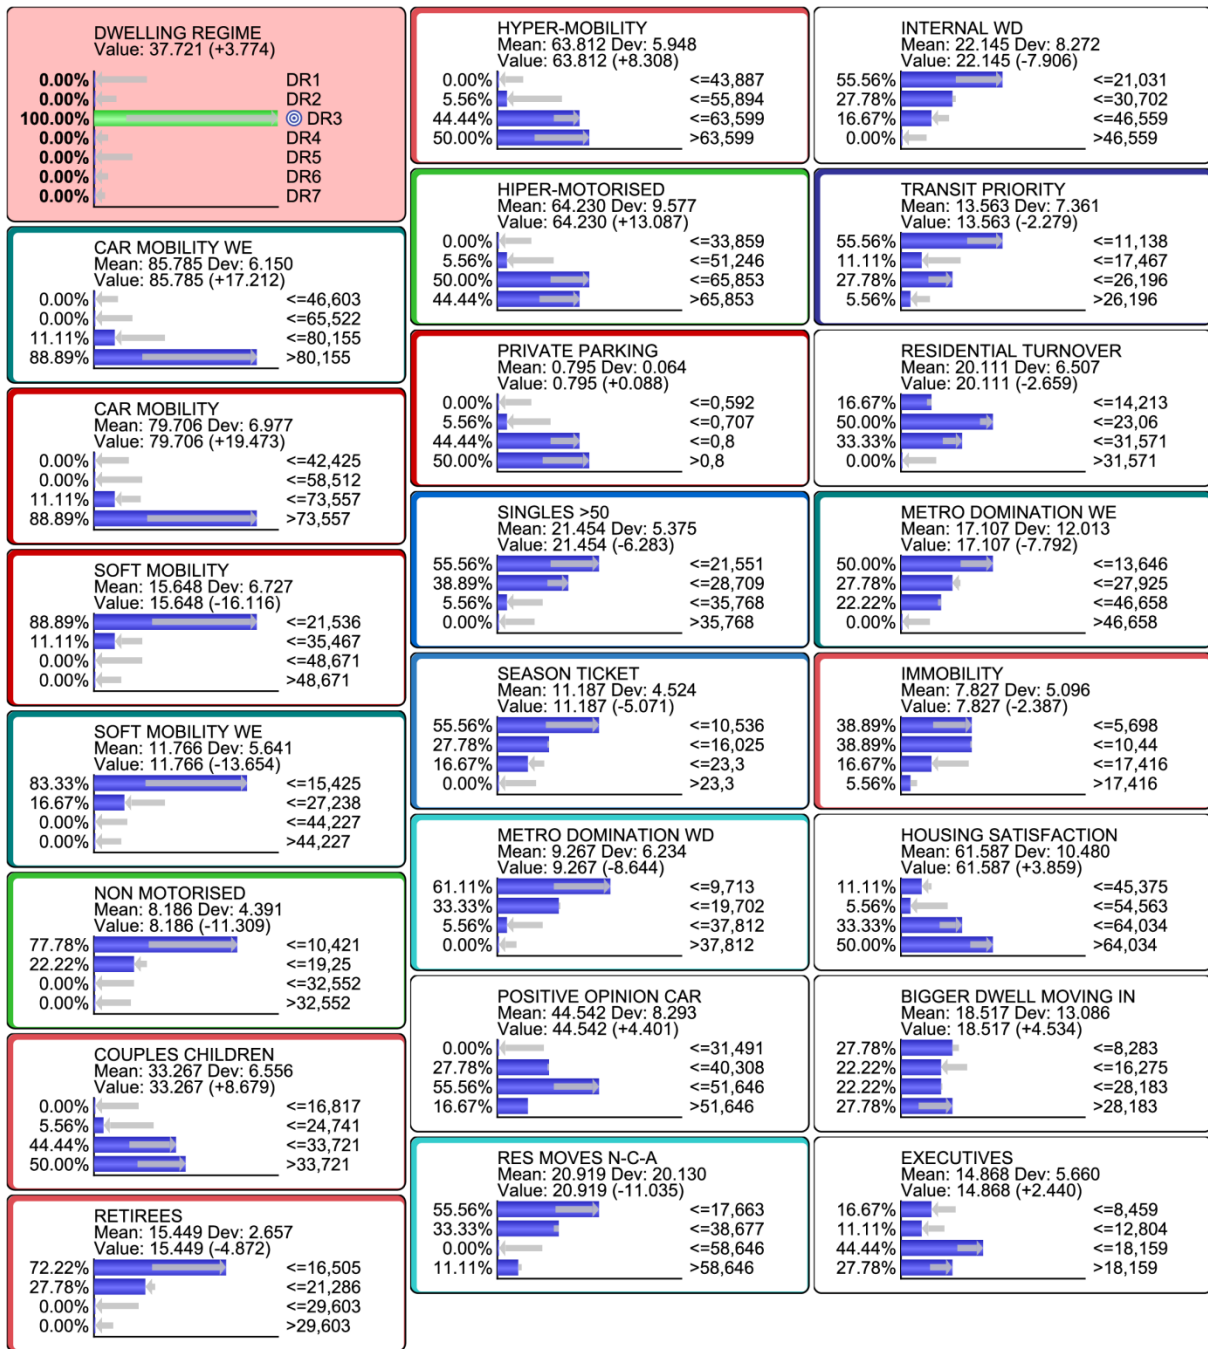 DWELLING REGIME
Value: 37.721 (+3.774)
0.00% DR1
0.00% DR2
100.00% DR3
0.00% DR4
0.00% DR5
0.00% DR6
0.00% DR7
CAR MOBILITY WE
Mean: 85.785 Dev: 6.150
Value: 85.785 (+17.212)
0.00% <=46,603
0.00% <=65,522
11.11% <=80,155
88.89% >80,155
CAR MOBILITY
Mean: 79.706 Dev: 6.977
Value: 79.706 (+19.473)
0.00% <=42,425
0.00% <=58,512
11.11% <=73,557
88.89% >73,557
SOFT MOBILITY
Mean: 15.648 Dev: 6.727
Value: 15.648 (-16.116)
88.89% <=21,536
11.11% <=35,467
0.00% <=48,671
0.00% >48,671
SOFT MOBILITY WE
Mean: 11.766 Dev: 5.641
Value: 11.766 (-13.654)
83.33% <=15,425
16.67% <=27,238
0.00% <=44,227
0.00% >44,227
NON MOTORISED
Mean: 8.186 Dev: 4.391
Value: 8.186 (-11.309)
77.78% <=10,421
22.22% <=19,25
0.00% <=32,552
0.00% >32,552
COUPLES CHILDREN
Mean: 33.267 Dev: 6.556
Value: 33.267 (+8.679)
0.00% <=16,817
5.56% <=24,741
44.44% <=33,721
50.00% >33,721
RETIREES
Mean: 15.449 Dev: 2.657
Value: 15.449 (-4.872)
72.22% <=16,505
27.78% <=21,286
0.00% <=29,603
0.00% >29,603
HYPER-MOBILITY
Mean: 63.812 Dev: 5.948
Value: 63.812 (+8.308)
0.00% <=43,887
5.56% <=55,894
44.44% <=63,599
50.00% >63,599
HIPER-MOTORISED
Mean: 64.230 Dev: 9.577
Value: 64.230 (+13.087)
0.00% <=33,859
5.56% <=51,246
50.00% <=65,853
44.44% >65,853
PRIVATE PARKING
Mean: 0.795 Dev: 0.064
Value: 0.795 (+0.088)
0.00% <=0,592
5.56% <=0,707
44.44% <=0,8
50.00% >0,8
SINGLES >50
Mean: 21.454 Dev: 5.375
Value: 21.454 (-6.283)
55.56% <=21,551
38.89% <=28,709
5.56% <=35,768
0.00% >35,768
SEASON TICKET
Mean: 11.187 Dev: 4.524
Value: 11.187 (-5.071)
55.56% <=10,536
27.78% <=16,025
16.67% <=23,3
0.00% >23,3
METRO DOMINATION WD
Mean: 9.267 Dev: 6.234
Value: 9.267 (-8.644)
61.11% <=9,713
33.33% <=19,702
5.56% <=37,812
0.00% >37,812
POSITIVE OPINION CAR
Mean: 44.542 Dev: 8.293
Value: 44.542 (+4.401)
0.00% <=31,491
27.78% <=40,308
55.56% <=51,646
16.67% >51,646
RES MOVES N-C-A
Mean: 20.919 Dev: 20.130
Value: 20.919 (-11.035)
55.56% <=17,663
33.33% <=38,677
0.00% <=58,646
11.11% >58,646
INTERNAL WD
Mean: 22.145 Dev: 8.272
Value: 22.145 (-7.906)
55.56% <=21,031
27.78% <=30,702
16.67% <=46,559
0.00% >46,559
TRANSIT PRIORITY
Mean: 13.563 Dev: 7.361
Value: 13.563 (-2.279)
55.56% <=11,138
11.11% <=17,467
27.78% <=26,196
5.56% >26,196
RESIDENTIAL TURNOVER
Mean: 20.111 Dev: 6.507
Value: 20.111 (-2.659)
16.67% <=14,213
50.00% <=23,06
33.33% <=31,571
0.00% >31,571
METRO DOMINATION WE
Mean: 17.107 Dev: 12.013
Value: 17.107 (-7.792)
50.00% <=13,646
27.78% <=27,925
22.22% <=46,658
0.00% >46,658
IMMOBILITY
Mean: 7.827 Dev: 5.096
Value: 7.827 (-2.387)
38.89% <=5,698
38.89% <=10,44
16.67% <=17,416
5.56% >17,416
HOUSING SATISFACTION
Mean: 61.587 Dev: 10.480
Value: 61.587 (+3.859)
11.11% <=45,375
5.56% <=54,563
33.33% <=64,034
50.00% >64,034
BIGGER DWELL MOVING IN
Mean: 18.517 Dev: 13.086
Value: 18.517 (+4.534)
27.78% <=8,283
22.22% <=16,275
22.22% <=28,183
27.78% >28,183
EXECUTIVES
Mean: 14.868 Dev: 5.660
Value: 14.868 (+2.440)
16.67% <=8,459
11.11% <=12,804
44.44% <=18,159
27.78% >18,159